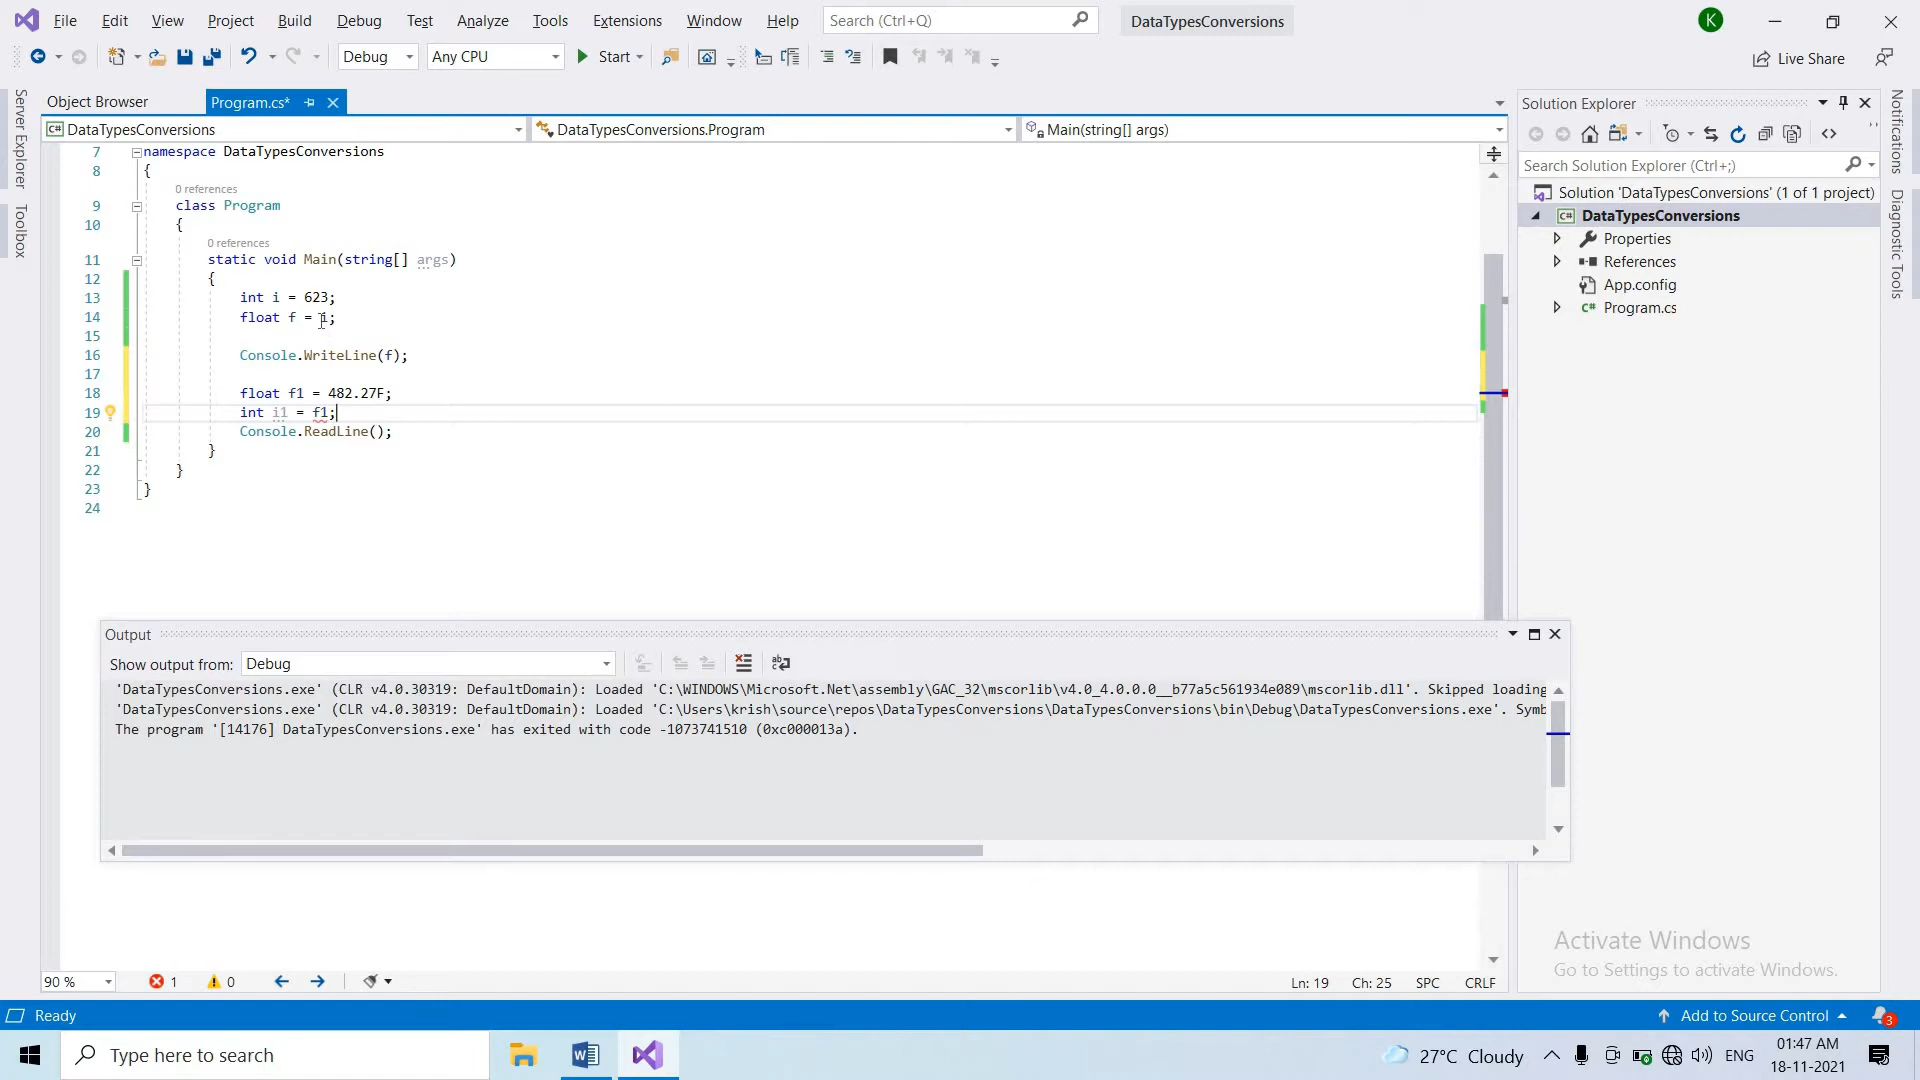 File Edit View Project Build Debug Test Analyze Tools Extensions Window Help Search (Ctrl+Q) DataTypesConversions K
Debug Any CPU Start Live Share
Server Explorer
Toolbox
Object Browser Program.cs*
DataTypesConversions DataTypesConversions.Program Main(string[] args)
7 namespace DataTypesConversions
8 {
0 references
9 class Program
10 {
0 references
11 static void Main(string[] args)
12 {
13 int i = 623;
14 float f = i;
15
16 Console.WriteLine(f);
17
18 float f1 = 482.27F;
19 int i1 = f1;
20 Console.ReadLine();
21 }
22 }
23 }
24
Output
Show output from: Debug
'DataTypesConversions.exe' (CLR v4.0.30319: DefaultDomain): Loaded 'C:\WINDOWS\Microsoft.Net\assembly\GAC_32\mscorlib\v4.0_4.0.0.0__b77a5c561934e089\mscorlib.dll'. Skipped loading
'DataTypesConversions.exe' (CLR v4.0.30319: DefaultDomain): Loaded 'C:\Users\krish\source\repos\DataTypesConversions\DataTypesConversions\bin\Debug\DataTypesConversions.exe'. Symb
The program '[14176] DataTypesConversions.exe' has exited with code -1073741510 (0xc000013a).
90 % 1 0 Ln: 19 Ch: 25 SPC CRLF
Solution Explorer
Search Solution Explorer (Ctrl+;)
Solution 'DataTypesConversions' (1 of 1 project)
C# DataTypesConversions
Properties
References
App.config
C# Program.cs
Notifications
Diagnostic Tools
Activate Windows
Go to Settings to activate Windows.
Ready Add to Source Control 3
Type here to search 27°C Cloudy ENG 01:47 AM
18-11-2021